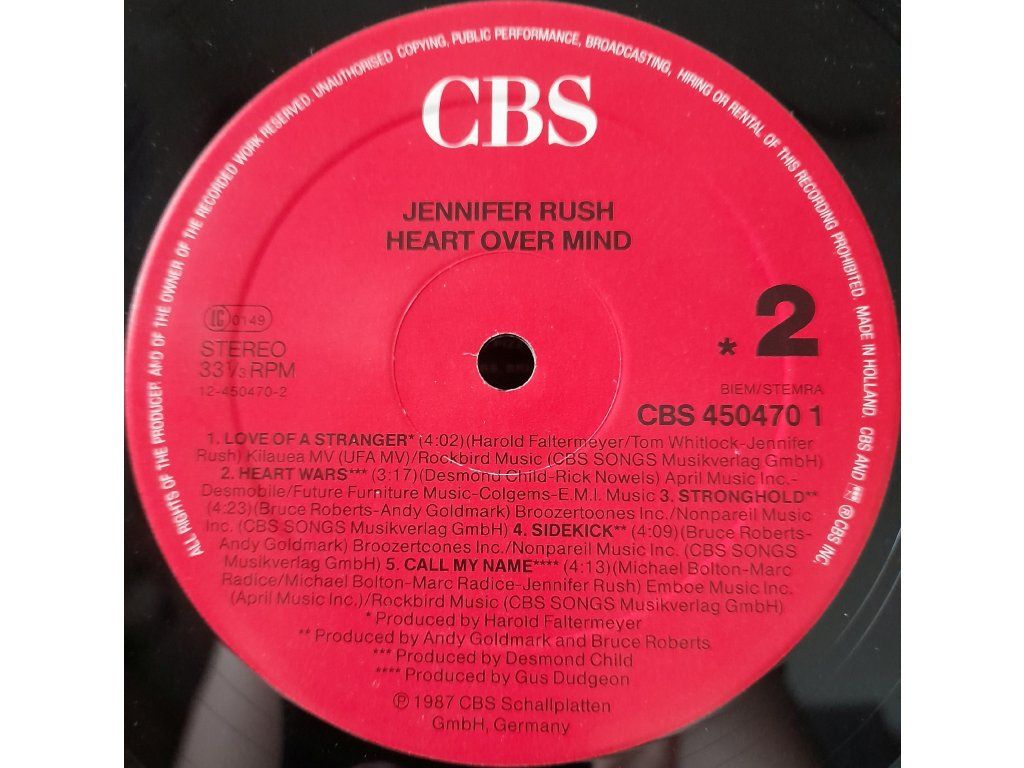 ALL RIGHTS OF THE PRODUCER AND OF THE OWNER OF THE RECORDED WORK RESERVED. UNAUTHORISED COPYING, PUBLIC PERFORMANCE, BROADCASTING, HIRING OR RENTAL OF THIS RECORDING PROHIBITED. MADE IN HOLLAND. CBS AND ® CBS INC.
CBS
JENNIFER RUSH
HEART OVER MIND
LC 0149
STEREO
33 1/3 RPM
12-450470-2
* 2
BIEM/STEMRA
CBS 450470 1
1. LOVE OF A STRANGER* (4:02)(Harold Faltermeyer/Tom Whitlock-Jennifer
Rush) Kilauea MV (UFA MV)/Rockbird Music (CBS SONGS Musikverlag GmbH)
2. HEART WARS*** (3:17)(Desmond Child-Rick Nowels) April Music Inc.-
Desmobile/Future Furniture Music-Colgems-E.M.I. Music 3. STRONGHOLD**
(4:23)(Bruce Roberts-Andy Goldmark) Broozertoones Inc./Nonpareil Music
Inc. (CBS SONGS Musikverlag GmbH) 4. SIDEKICK** (4:09)(Bruce Roberts-
Andy Goldmark) Broozertcones Inc./Nonpareil Music Inc. (CBS SONGS
Musikverlag GmbH) 5. CALL MY NAME**** (4:13)(Michael Bolton-Marc
Radice/Michael Bolton-Marc Radice-Jennifer Rush) Emboe Music Inc.
(April Music Inc.)/Rockbird Music (CBS SONGS Musikverlag GmbH)
* Produced by Harold Faltermeyer
** Produced by Andy Goldmark and Bruce Roberts
*** Produced by Desmond Child
**** Produced by Gus Dudgeon
℗ 1987 CBS Schallplatten
GmbH, Germany